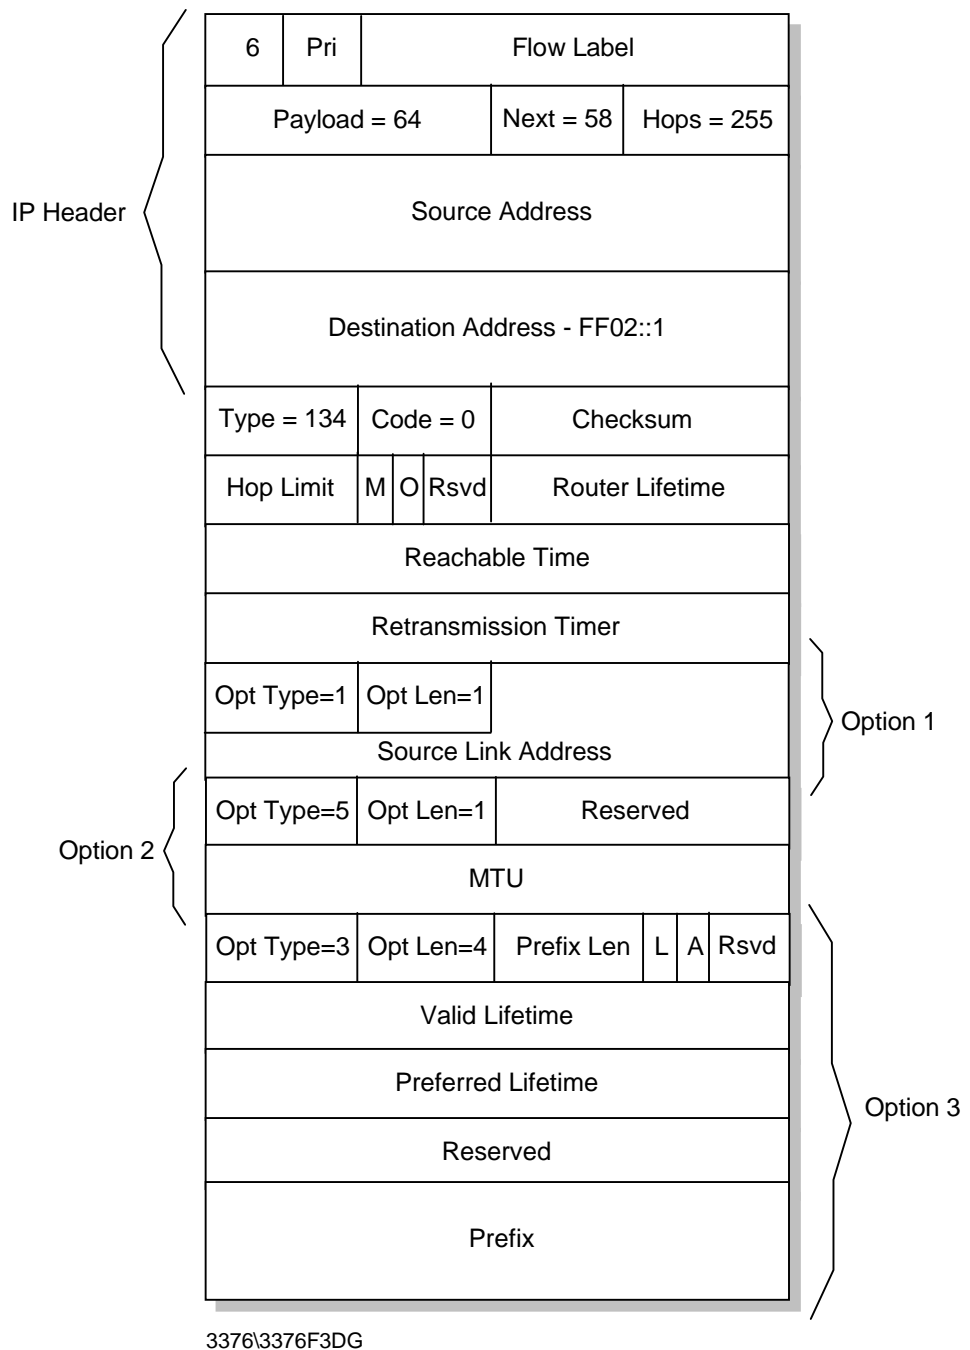 6 Pri Flow Label
Payload = 64 Next = 58 Hops = 255
IP Header
Source Address
Destination Address - FF02::1
Type = 134 Code = 0 Checksum
Hop Limit M O Rsvd Router Lifetime
Reachable Time
Retransmission Timer
Opt Type=1 Opt Len=1
Option 1
Source Link Address
Opt Type=5 Opt Len=1 Reserved
Option 2
MTU
Opt Type=3 Opt Len=4 Prefix Len L A Rsvd
Valid Lifetime
Preferred Lifetime
Option 3
Reserved
Prefix
3376\3376F3DG